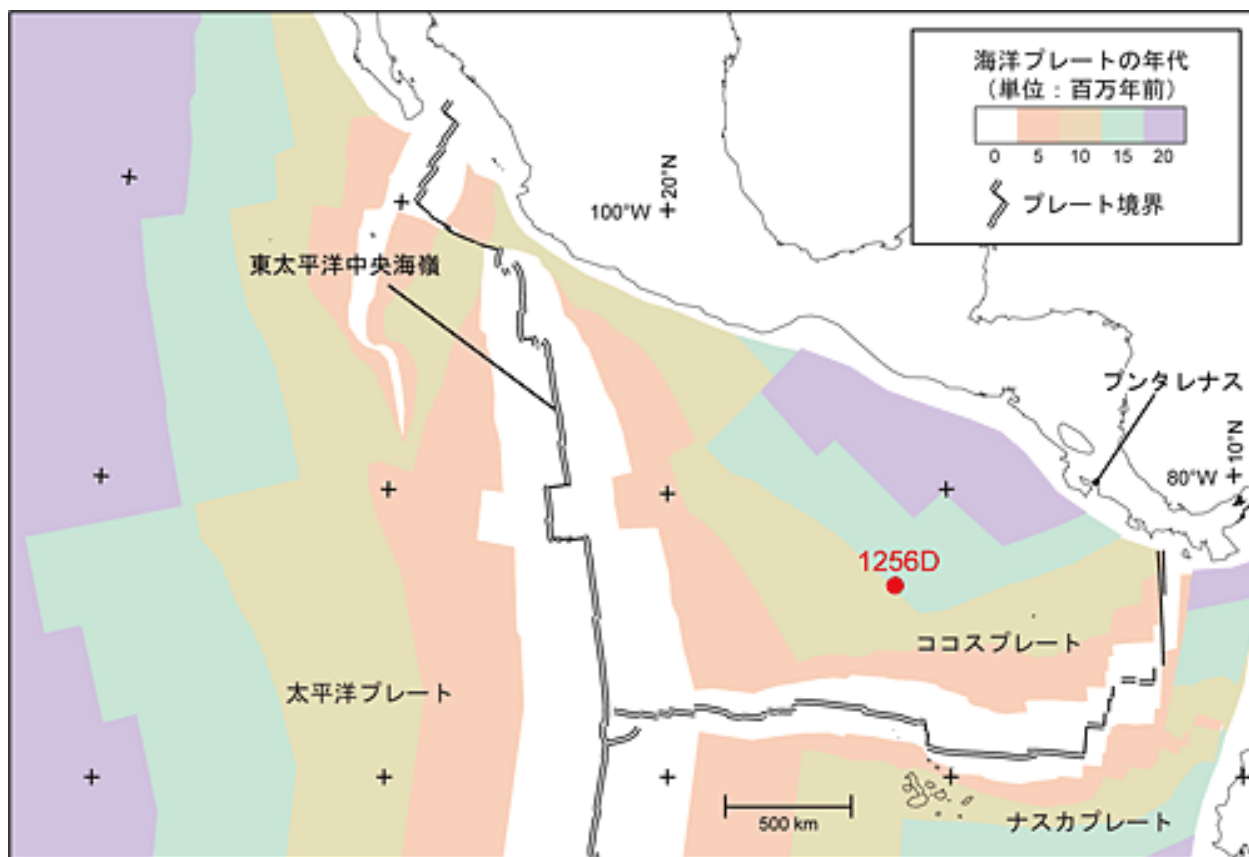 海洋プレートの年代
(単位:百万年前)
0 5 10 15 20
プレート境界
100°W
20°N
東太平洋中央海嶺
プンタレナス
80°W
10°N
1256D
ココスプレート
太平洋プレート
500 km
ナスカプレート